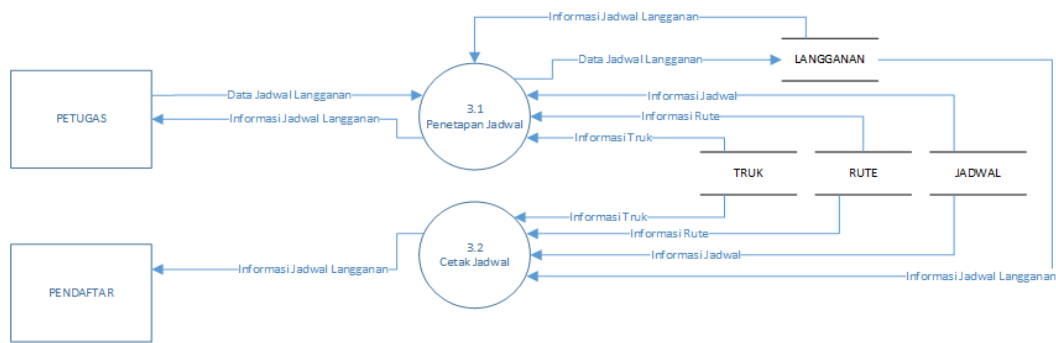 Informasi Jadwal Langganan
Data Jadwal Langganan
LANGGANAN
PETUGAS
Data Jadwal Langganan
Informasi Jadwal Langganan
3.1
Penetapan Jadwal
Informasi Jadwal
Informasi Rute
Informasi Truk
TRUK
RUTE
JADWAL
Informasi Truk
Informasi Rute
Informasi Jadwal
Informasi Jadwal Langganan
3.2
Cetak Jadwal
Informasi Jadwal Langganan
PENDAFTAR